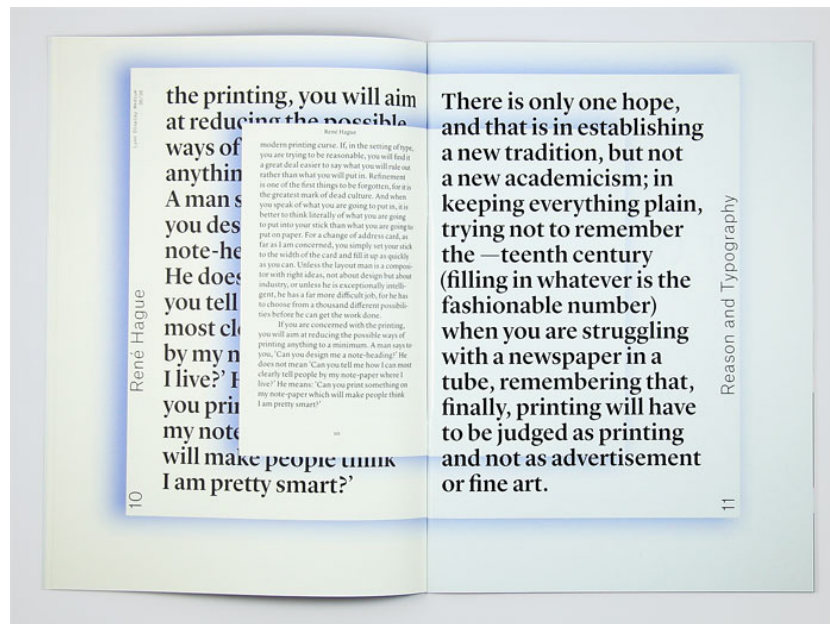 Lyon Display Medium
10
René Hague
the printing, you will aim
at reducing the possible
ways of
anythin
A man s
you des
note-he
He does
you tell
most cl
by my n
I live?’ H
you prin
my note
will make people think
I am pretty smart?’
René Hague
modern printing curve. If, in the setting of type,
you are trying to be reasonable, you will find it
a great deal easier to say what you will rule out
rather than what you will put in. Refinement
is one of the first things to be forgotten, for it is
the greatest mark of dead culture. And when
you speak of what you are going to put in, it is
better to think literally of what you are going
to put into your stick than what you are going to
put on paper. For a change of address card, as
far as I am concerned, you simply set your stick
to the width of the card and fill it up as quickly
as you can. Unless the layout man is a composi-
tor with right ideas, not about design but about
industry, or unless he is exceptionally intelli-
gent, he has a far more difficult job, for he has
to choose from a thousand different possibili-
ties before he can get the work done.
If you are concerned with the printing,
you will aim at reducing the possible ways of
printing anything to a minimum. A man says to
you, ‘Can you design me a note-heading?’ He
does not mean ‘Can you tell me how I can most
clearly tell people by my note-paper where I
live?’ He means: ‘Can you print something on
my note-paper which will make people think
I am pretty smart?’
There is only one hope,
and that is in establishing
a new tradition, but not
a new academicism; in
keeping everything plain,
trying not to remember
the —teenth century
(filling in whatever is the
fashionable number)
when you are struggling
with a newspaper in a
tube, remembering that,
finally, printing will have
to be judged as printing
and not as advertisement
or fine art.
Reason and Typography
11